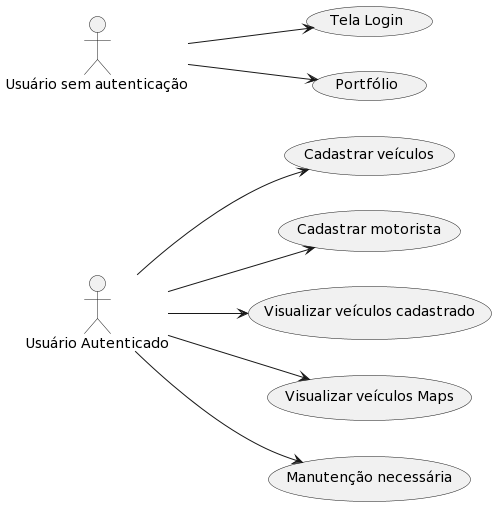 Tela Login
Usuário sem autenticação
Portfólio
Cadastrar veículos
Cadastrar motorista
Visualizar veículos cadastrado
Usuário Autenticado
Visualizar veículos Maps
Manutenção necessária